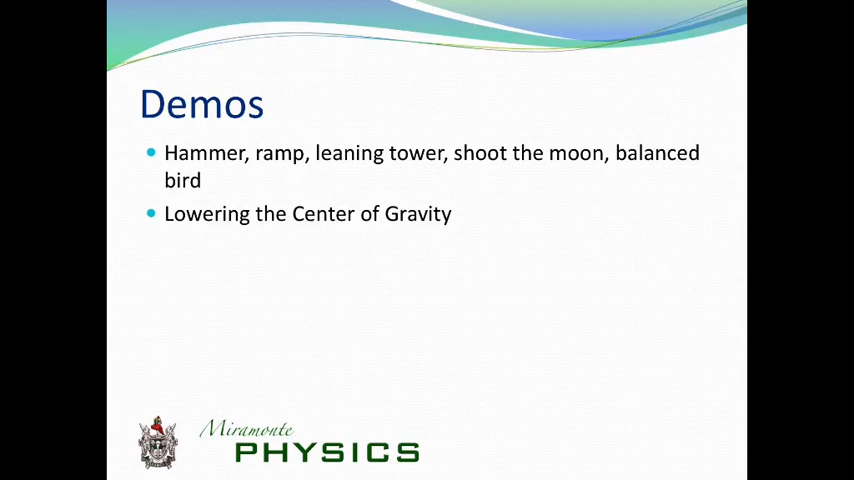 Demos
Hammer, ramp, leaning tower, shoot the moon, balanced
bird
Lowering the Center of Gravity
Miramonte
PHYSICS